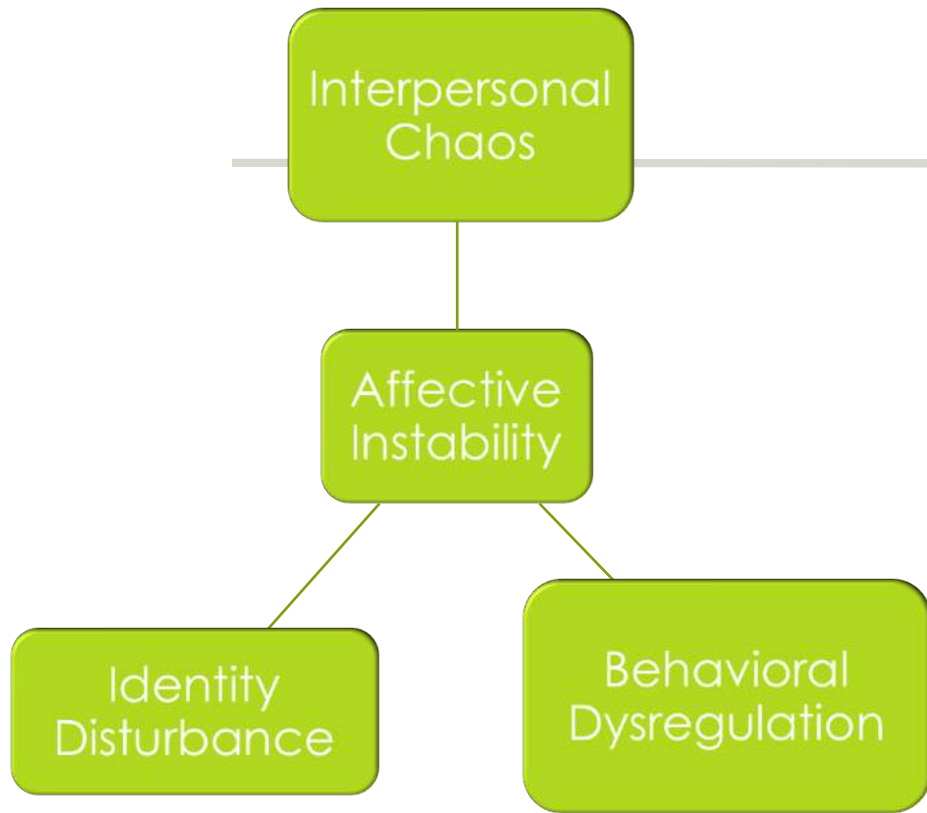 Interpersonal
Chaos
Affective
Instability
Identity
Disturbance
Behavioral
Dysregulation